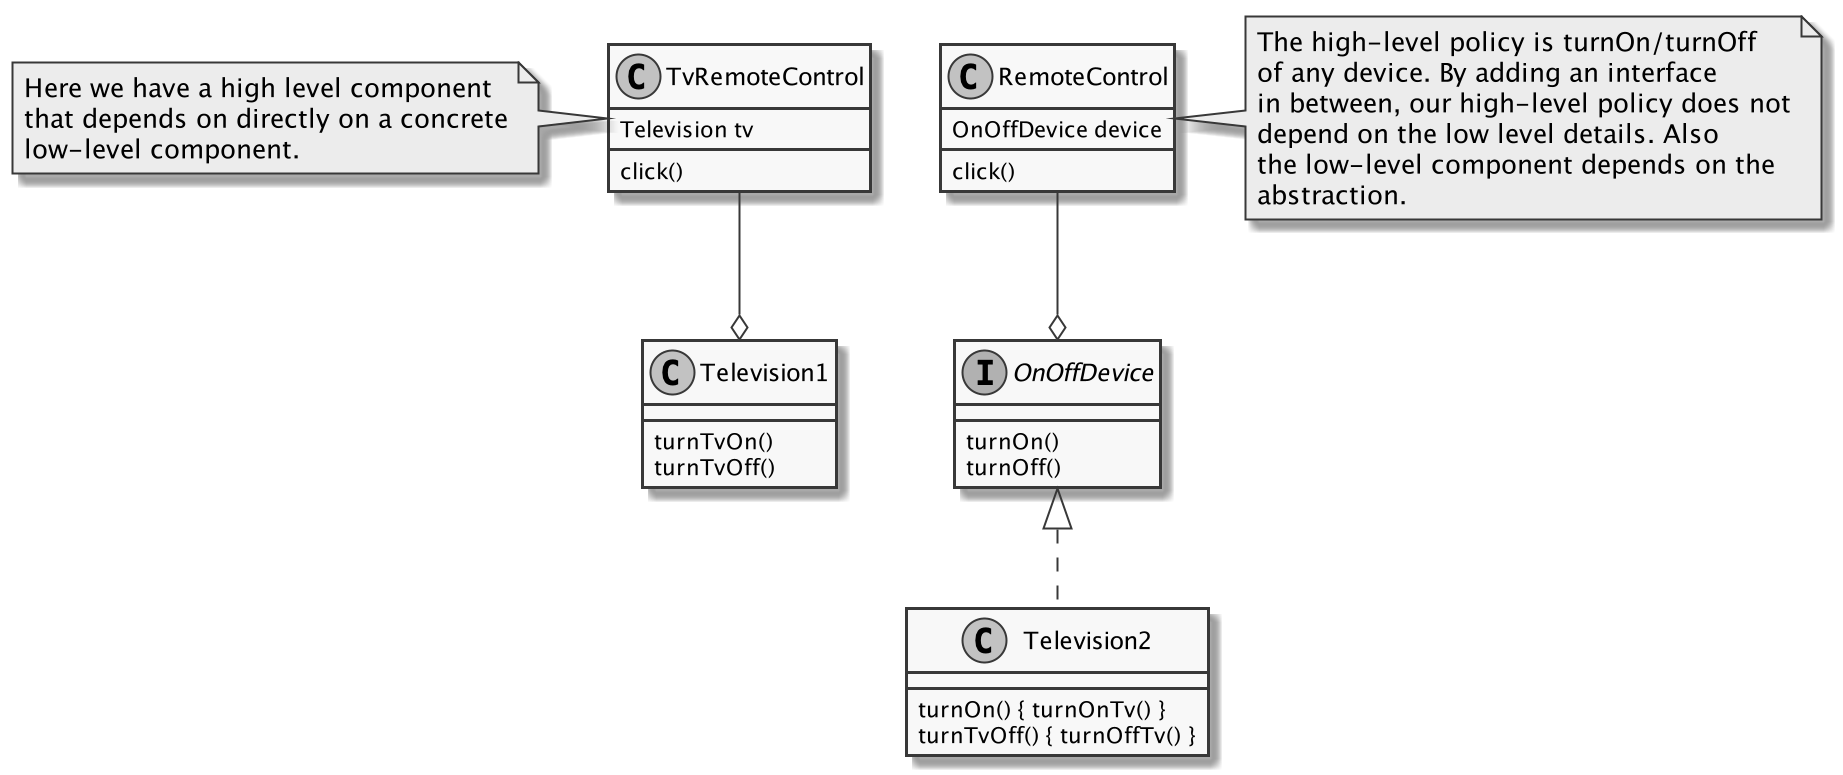 Here we have a high level component
that depends on directly on a concrete
low-level component.
C TvRemoteControl
Television tv
click()
C RemoteControl
OnOffDevice device
click()
The high-level policy is turnOn/turnOff
of any device. By adding an interface
in between, our high-level policy does not
depend on the low level details. Also
the low-level component depends on the
abstraction.
C Television1
turnTvOn()
turnTvOff()
I OnOffDevice
turnOn()
turnOff()
C Television2
turnOn() { turnOnTv() }
turnTvOff() { turnOffTv() }